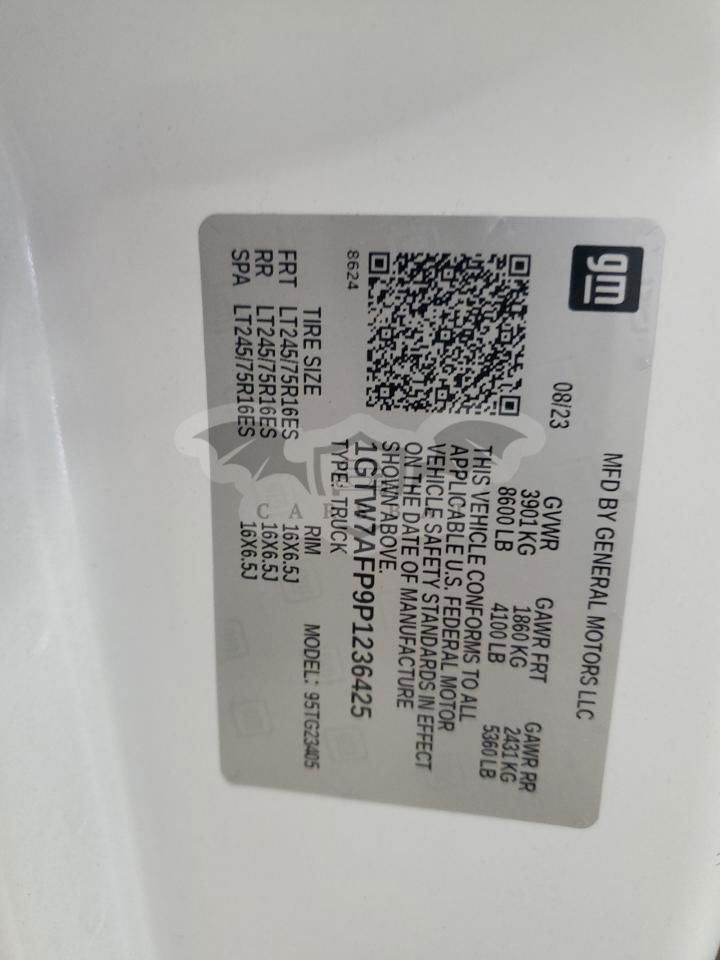 gm
MFD BY GENERAL MOTORS LLC
08/23
GVWR GAWR FRT GAWR RR
3901 KG 1860 KG 2431 KG
8600 LB 4100 LB 5360 LB
THIS VEHICLE CONFORMS TO ALL
APPLICABLE U.S. FEDERAL MOTOR
VEHICLE SAFETY STANDARDS IN EFFECT
ON THE DATE OF MANUFACTURE
SHOWN ABOVE.
1GTW7AFP9P1236425
8624
TYPE: TRUCK
TIRE SIZE RIM MODEL: 95TG23405
FRT LT245/75R16ES 16X6.5J
RR LT245/75R16ES 16X6.5J
SPA LT245/75R16ES 16X6.5J